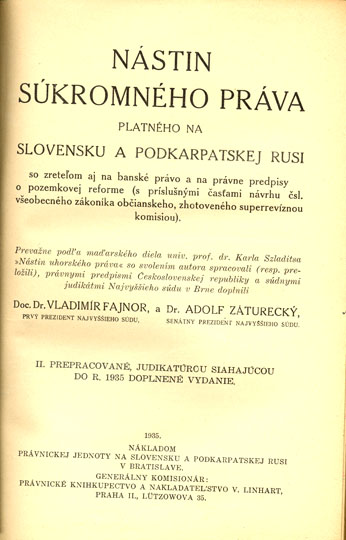 NÁSTIN
SÚKROMNÉHO PRÁVA
PLATNÉHO NA
SLOVENSKU A PODKARPATSKEJ RUSI
so zreteľom aj na banské právo a na právne predpisy
o pozemkovej reforme (s príslušnými časťami návrhu čsl.
všeobecného zákoníka občianskeho, zhotoveného superrevíznou
komisiou).
Prevažne podľa maďarského diela univ. prof. dr. Karla Szladitsa
»Nástin uhorského práva« so svolením autora spracovali (resp. pre-
ložili), právnymi predpismi Československej republiky a súdnymi
judikátmi Najvyššieho súdu v Brne doplnili
Doc. Dr. VLADIMÍR FAJNOR, a Dr. ADOLF ZÁTURECKÝ,
PRVÝ PREZIDENT NAJVYŠŠIEHO SÚDU, SENÁTNY PREZIDENT NAJVYŠŠIEHO SÚDU.
II. PREPRACOVANÉ, JUDIKATÚROU SIAHAJÚCOU
DO R. 1935 DOPLNENÉ VYDANIE.
1935.
NÁKLADOM
PRÁVNICKEJ JEDNOTY NA SLOVENSKU A PODKARPATSKEJ RUSI
V BRATISLAVE.
GENERÁLNY KOMISIONÁR:
PRÁVNICKÉ KNIHKUPECTVO A NAKLADATEĽSTVO V. LINHART,
PRAHA II., LÜTZOWOVA 35.